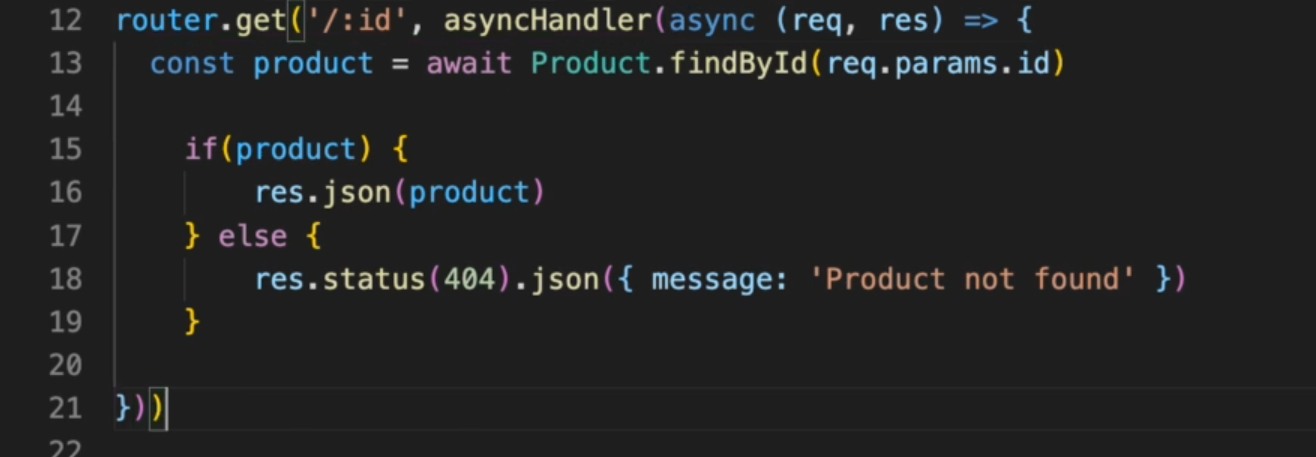 12 router.get('/:id', asyncHandler(async (req, res) => {
13   const product = await Product.findById(req.params.id)
14
15     if(product) {
16         res.json(product)
17     } else {
18         res.status(404).json({ message: 'Product not found' })
19     }
20
21 }))
22